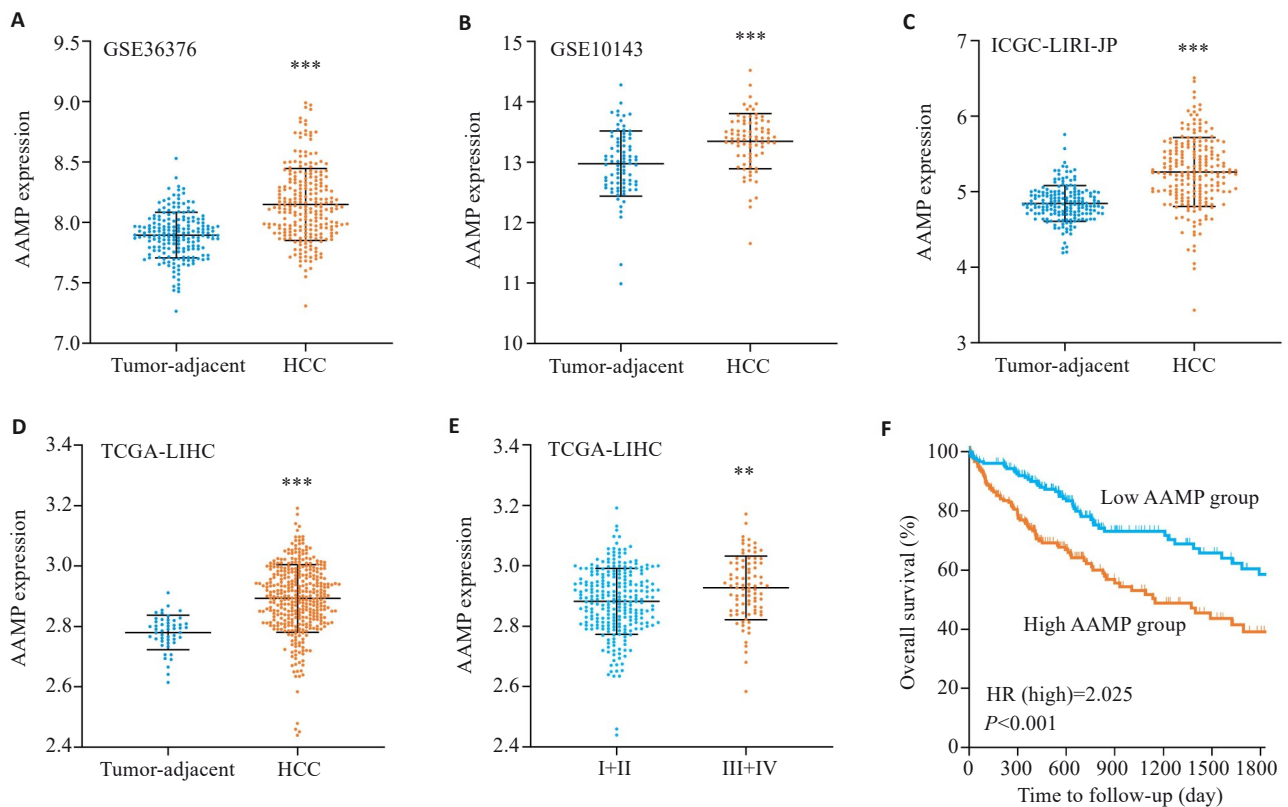 A
GSE36376
***
AAMP expression
9.5
9.0
8.5
8.0
7.5
7.0
Tumor-adjacent
HCC
B
GSE10143
***
AAMP expression
15
14
13
12
11
10
Tumor-adjacent
HCC
C
ICGC-LIRI-JP
***
AAMP expression
7
6
5
4
3
Tumor-adjacent
HCC
D
TCGA-LIHC
***
AAMP expression
3.4
3.2
3.0
2.8
2.6
2.4
Tumor-adjacent
HCC
E
TCGA-LIHC
**
AAMP expression
3.4
3.2
3.0
2.8
2.6
2.4
I+II
III+IV
F
Overall survival (%)
100
80
60
40
20
0
Low AAMP group
High AAMP group
HR (high)=2.025
P<0.001
0 300 600 900 1200 1500 1800
Time to follow-up (day)